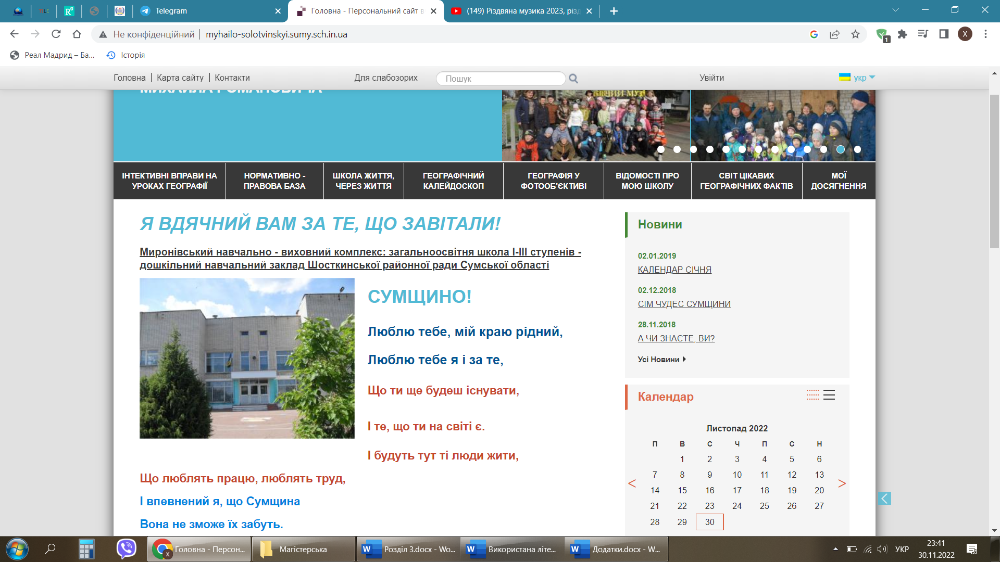 Telegram
Головна - Персональний сайт в
(149) Різдвяна музика 2023, різд
Не конфіденційний
myhailo-solotvinskyi.sumy.sch.in.ua
1
X
Реал Мадрид – Ба...
Історія
Головна
Карта сайту
Контакти
Для слабозорих
Пошук
Увійти
укр
МИХАЙЛА РОМАНОВИЧА
ІНТЕКТИВНІ ВПРАВИ НА
УРОКАХ ГЕОГРАФІЇ
НОРМАТИВНО -
ПРАВОВА БАЗА
ШКОЛА ЖИТТЯ,
ЧЕРЕЗ ЖИТТЯ
ГЕОГРАФІЧНИЙ
КАЛЕЙДОСКОП
ГЕОГРАФІЯ У
ФОТООБ'ЄКТИВІ
ВІДОМОСТІ ПРО
МОЮ ШКОЛУ
СВІТ ЦІКАВИХ
ГЕОГРАФІЧНИХ ФАКТІВ
МОЇ
ДОСЯГНЕННЯ
Я ВДЯЧНИЙ ВАМ ЗА ТЕ, ЩО ЗАВІТАЛИ!
Миронівський навчально - виховний комплекс: загальноосвітня школа І-ІІІ ступенів -
дошкільний навчальний заклад Шосткинської районної ради Сумської області
СУМЩИНО!
Люблю тебе, мій краю рідний,
Люблю тебе я і за те,
Що ти ще будеш існувати,
І те, що ти на світі є.
І будуть тут ті люди жити,
Що люблять працю, люблять труд,
І впевнений я, що Сумщина
Вона не зможе їх забуть.
Новини
02.01.2019
КАЛЕНДАР СІЧНЯ
02.12.2018
СІМ ЧУДЕС СУМЩИНИ
28.11.2018
А ЧИ ЗНАЄТЕ, ВИ?
Усі Новини
Календар
Листопад 2022
П В С Ч П С Н
1 2 3 4 5 6
7 8 9 10 11 12 13
14 15 16 17 18 19 20
21 22 23 24 25 26 27
28 29 30
Головна - Персон...
Магістерська
Розділ 3.docx - Wo...
Використана літе...
Додатки.docx - W...
УКР
23:41
30.11.2022